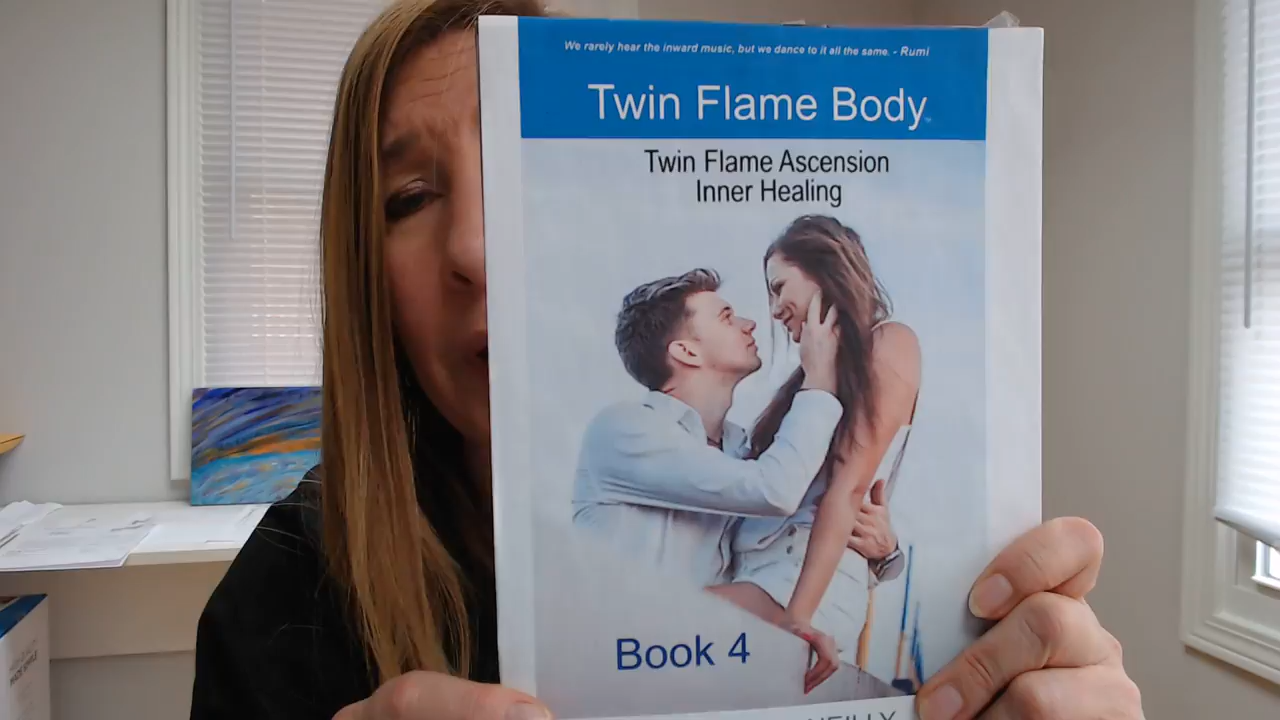 We rarely hear the inward music, but we dance to it all the same. - Rumi
Twin Flame Body
Twin Flame Ascension
Inner Healing
Book 4